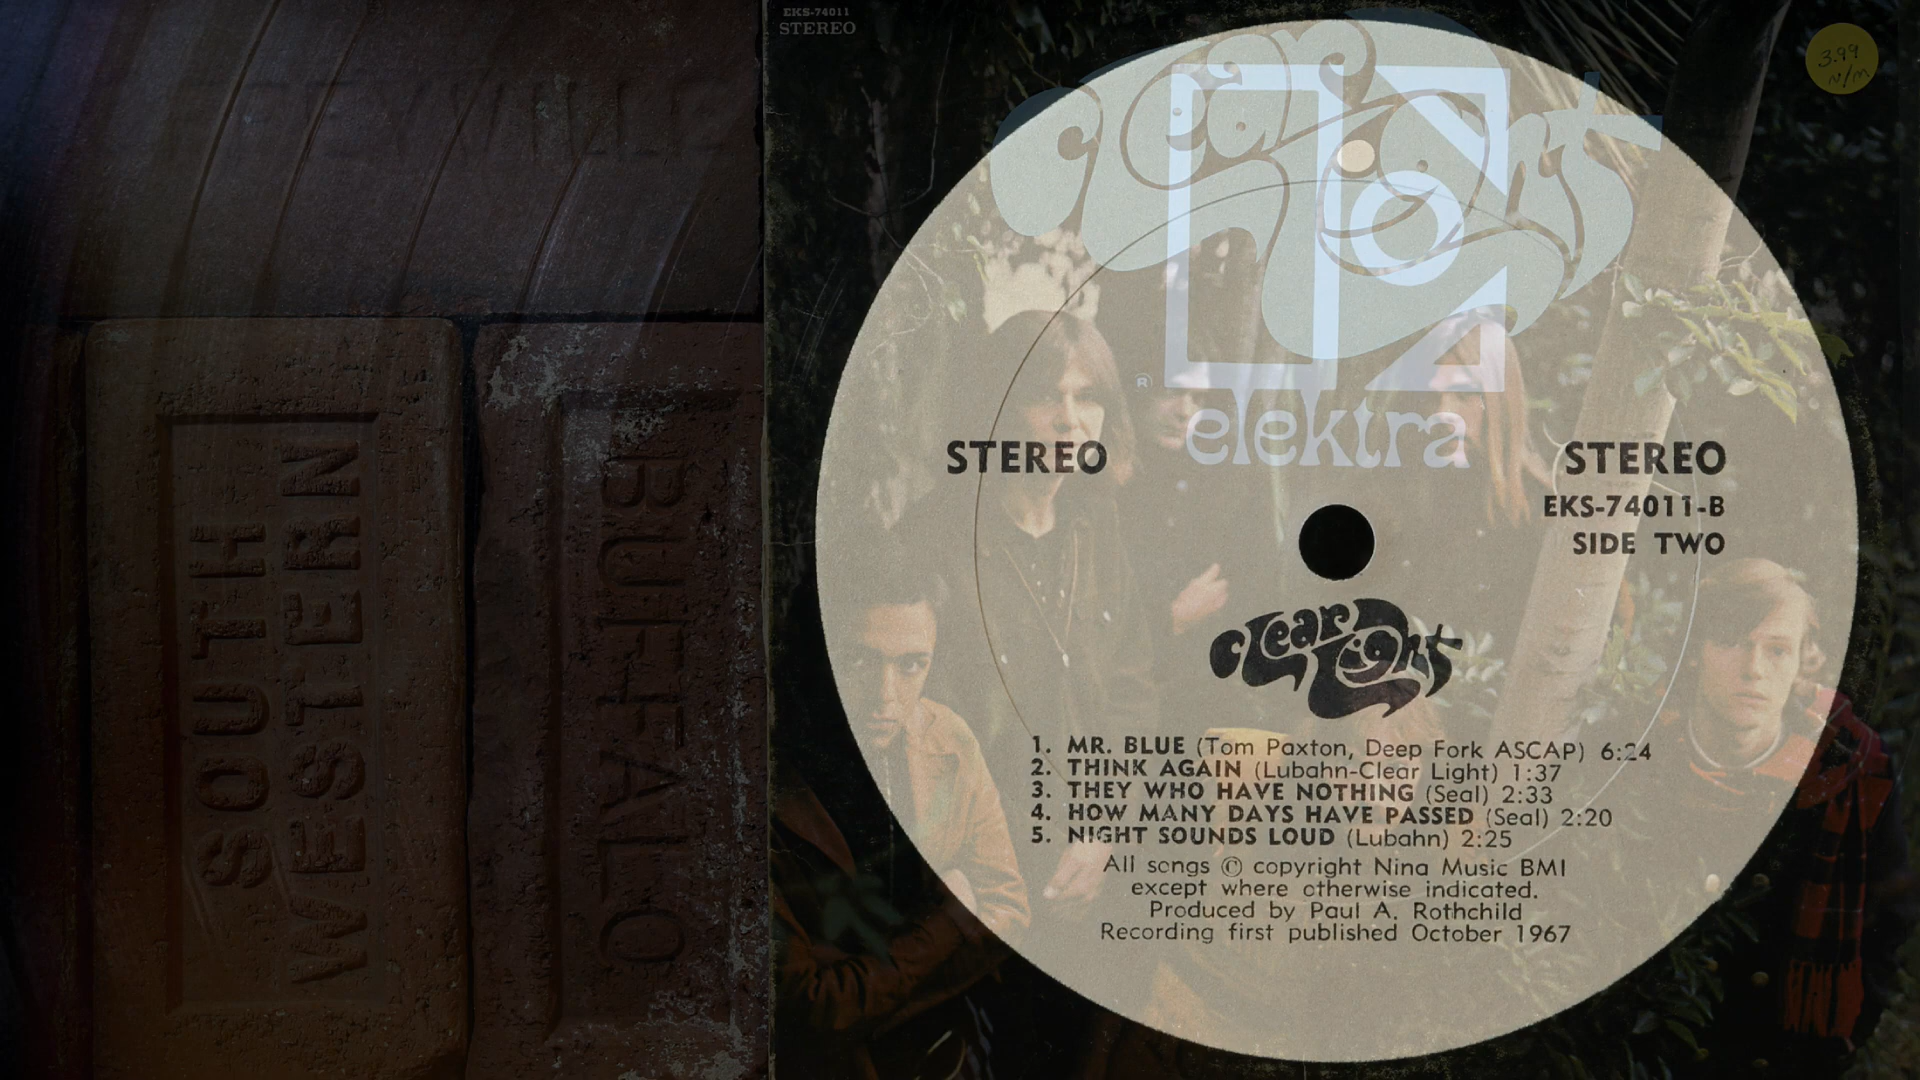 EKS-74011
STEREO
3.99
N/M
clear
light
®
elektra
STEREO
STEREO
EKS-74011-B
SIDE TWO
clear
light
1. MR. BLUE (Tom Paxton, Deep Fork ASCAP) 6:24
2. THINK AGAIN (Lubahn-Clear Light) 1:37
3. THEY WHO HAVE NOTHING (Seal) 2:33
4. HOW MANY DAYS HAVE PASSED (Seal) 2:20
5. NIGHT SOUNDS LOUD (Lubahn) 2:25
All songs © copyright Nina Music BMI
except where otherwise indicated.
Produced by Paul A. Rothchild
Recording first published October 1967
SOUTH
WESTERN
BUFFALO